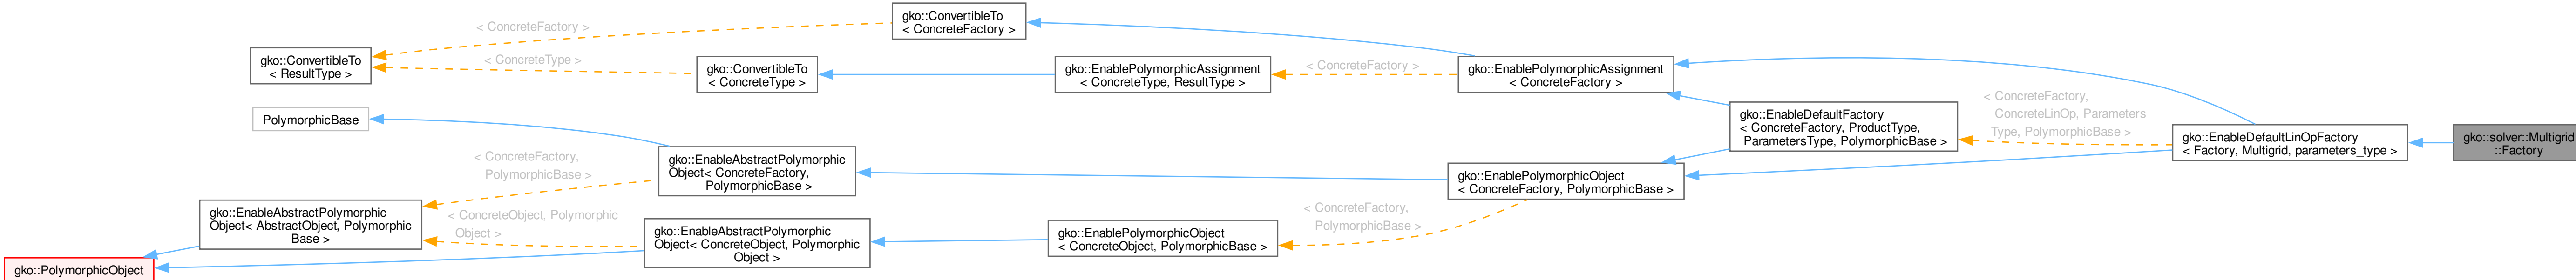 gko::ConvertibleTo
< ConcreteFactory >
< ConcreteFactory >
gko::ConvertibleTo
< ResultType >
< ConcreteType >
gko::ConvertibleTo
< ConcreteType >
gko::EnablePolymorphicAssignment
< ConcreteType, ResultType >
< ConcreteFactory >
gko::EnablePolymorphicAssignment
< ConcreteFactory >
PolymorphicBase
gko::EnableDefaultFactory
< ConcreteFactory, ProductType,
ParametersType, PolymorphicBase >
< ConcreteFactory,
ConcreteLinOp, Parameters
Type, PolymorphicBase >
gko::EnableDefaultLinOpFactory
< Factory, Multigrid, parameters_type >
gko::solver::Multigrid
::Factory
< ConcreteFactory,
PolymorphicBase >
gko::EnableAbstractPolymorphic
Object< ConcreteFactory,
PolymorphicBase >
gko::EnablePolymorphicObject
< ConcreteFactory, PolymorphicBase >
gko::EnableAbstractPolymorphic
Object< AbstractObject, Polymorphic
Base >
< ConcreteObject, Polymorphic
Object >
gko::EnableAbstractPolymorphic
Object< ConcreteObject, Polymorphic
Object >
gko::EnablePolymorphicObject
< ConcreteObject, PolymorphicBase >
< ConcreteFactory,
PolymorphicBase >
gko::PolymorphicObject